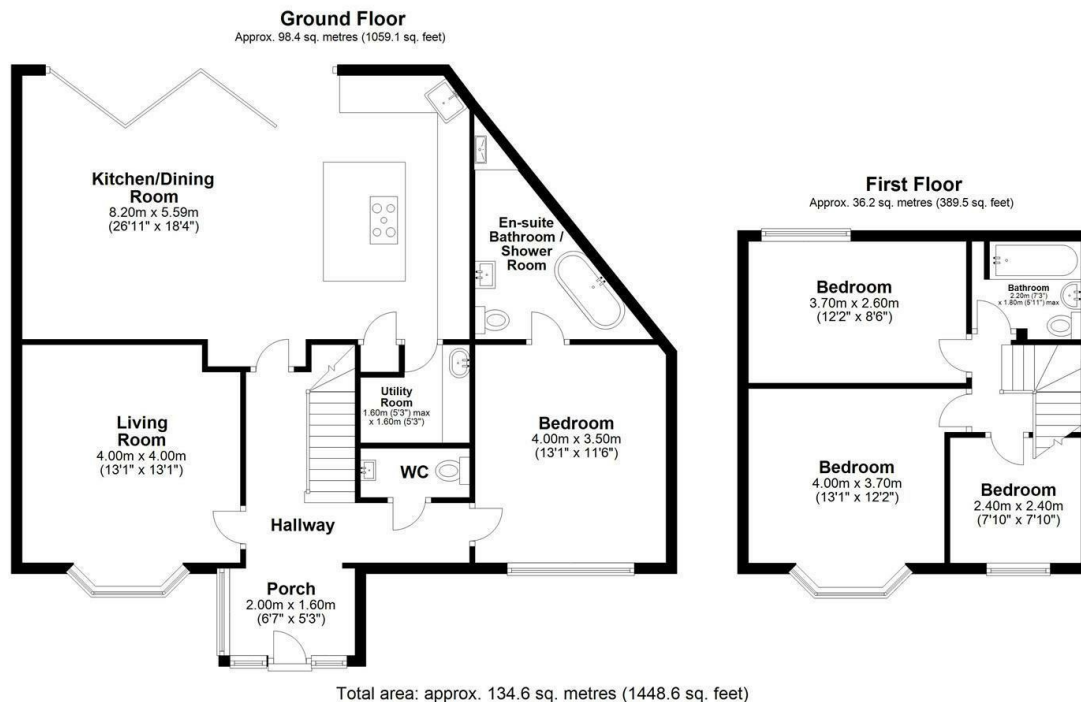 Ground Floor
Approx. 98.4 sq. metres (1059.1 sq. feet)
Kitchen/Dining
Room
8.20m x 5.59m
(26'11" x 18'4")
En-suite
Bathroom /
Shower
Room
Living
Room
4.00m x 4.00m
(13'1" x 13'1")
Utility
Room
1.60m (5'3") max
x 1.60m (5'3")
Bedroom
4.00m x 3.50m
(13'1" x 11'6")
WC
Hallway
Porch
2.00m x 1.60m
(6'7" x 5'3")
First Floor
Approx. 36.2 sq. metres (389.5 sq. feet)
Bedroom
3.70m x 2.60m
(12'2" x 8'6")
Bathroom
2.20m (7'3")
x 1.80m (5'11") max
Bedroom
4.00m x 3.70m
(13'1" x 12'2")
Bedroom
2.40m x 2.40m
(7'10" x 7'10")
Total area: approx. 134.6 sq. metres (1448.6 sq. feet)